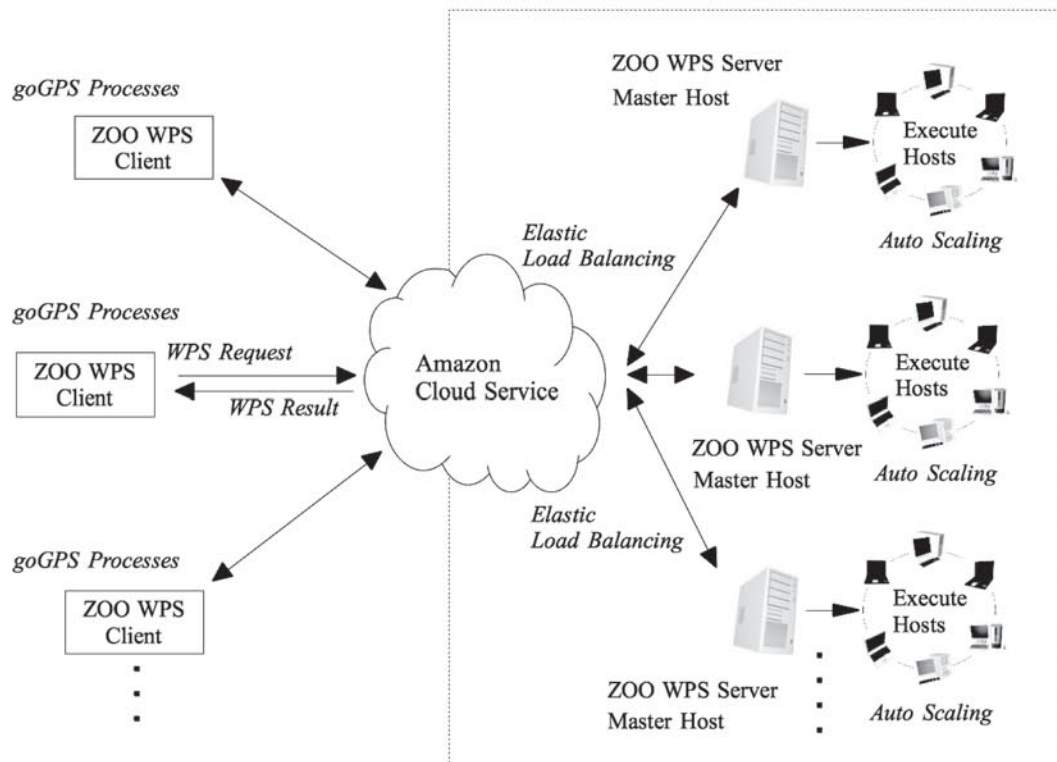 goGPS Processes
ZOO WPS
Client
goGPS Processes
ZOO WPS
Client
WPS Request
WPS Result
goGPS Processes
ZOO WPS
Client
Amazon
Cloud Service
Elastic
Load Balancing
Elastic
Load Balancing
ZOO WPS Server
Master Host
Execute
Hosts
Auto Scaling
ZOO WPS Server
Master Host
Execute
Hosts
Auto Scaling
ZOO WPS Server
Master Host
Execute
Hosts
Auto Scaling